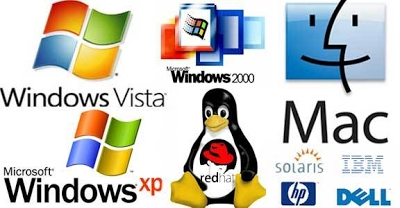 Windows Vista
Microsoft
Windows 2000
Mac
Microsoft
Windows xp
redhat
solaris
IBM
hp
DELL